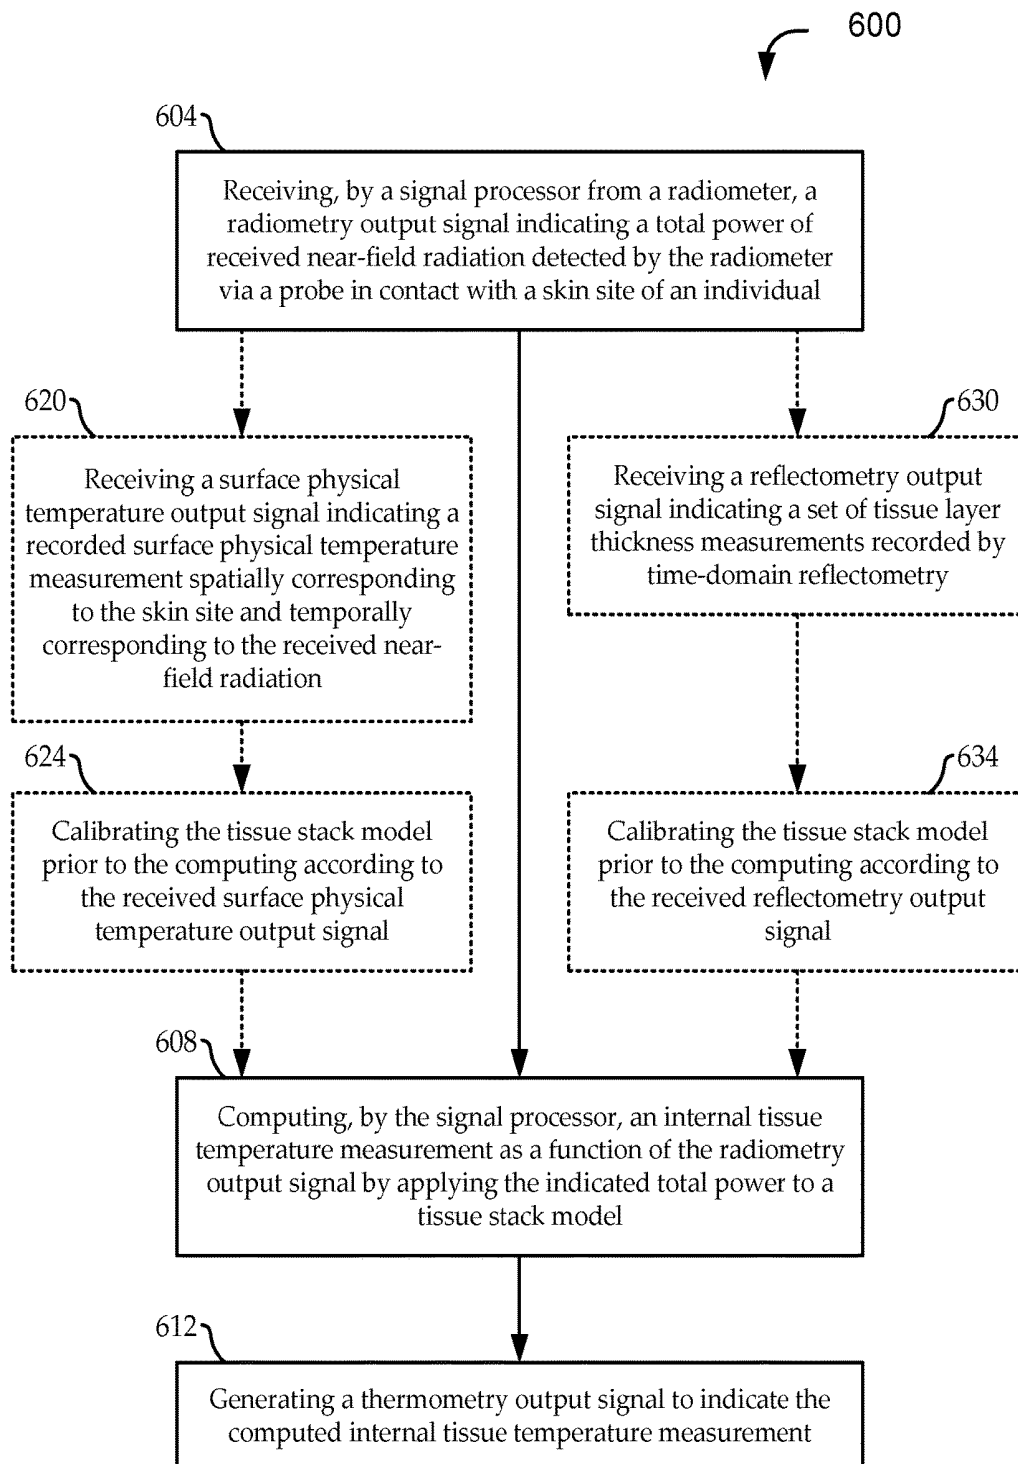 600
604
Receiving, by a signal processor from a radiometer, a
radiometry output signal indicating a total power of
received near-field radiation detected by the radiometer
via a probe in contact with a skin site of an individual
620
Receiving a surface physical
temperature output signal indicating a
recorded surface physical temperature
measurement spatially corresponding
to the skin site and temporally
corresponding to the received near-
field radiation
630
Receiving a reflectometry output
signal indicating a set of tissue layer
thickness measurements recorded by
time-domain reflectometry
624
Calibrating the tissue stack model
prior to the computing according to
the received surface physical
temperature output signal
634
Calibrating the tissue stack model
prior to the computing according to
the received reflectometry output
signal
608
Computing, by the signal processor, an internal tissue
temperature measurement as a function of the radiometry
output signal by applying the indicated total power to a
tissue stack model
612
Generating a thermometry output signal to indicate the
computed internal tissue temperature measurement